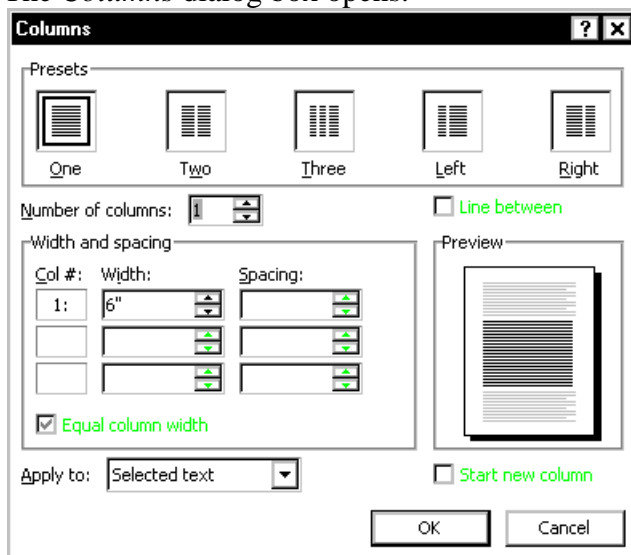 The Columns dialog box opens.
Columns
Presets
One Two Three Left Right
Number of columns: 1 Line between
Width and spacing Preview
Col #: Width: Spacing:
1: 6"
Equal column width
Apply to: Selected text Start new column
OK Cancel